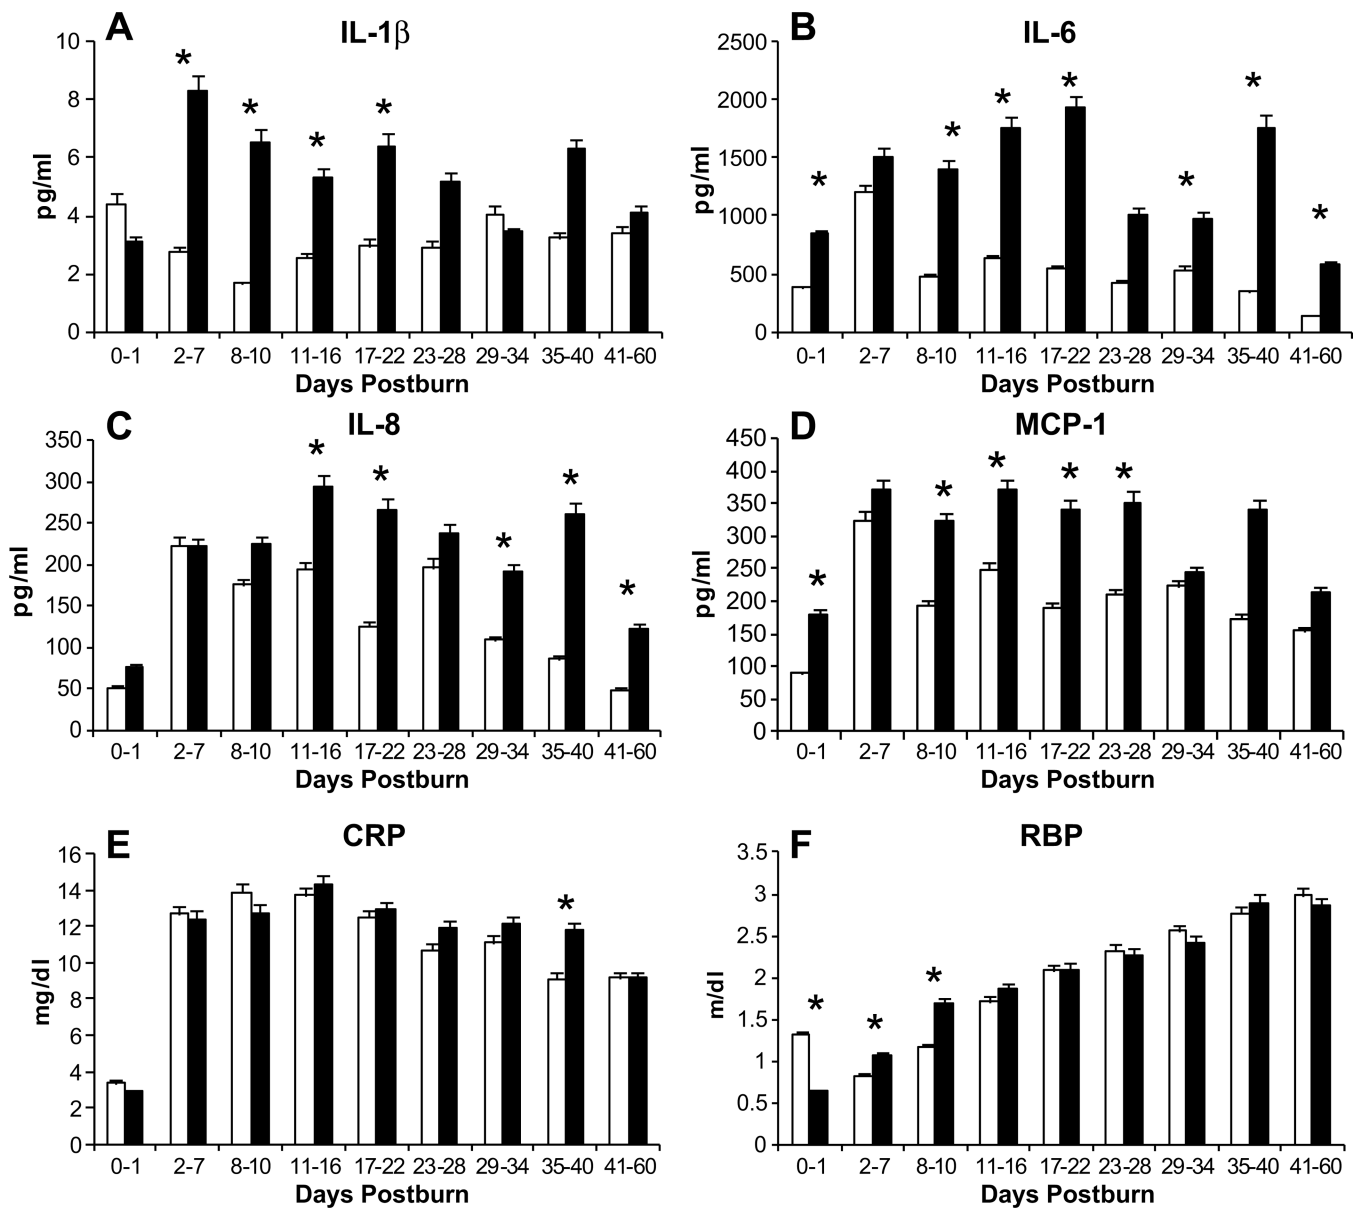 A
IL-1β
*
*
*
*
pg/ml
10
8
6
4
2
0
0-1 2-7 8-10 11-16 17-22 23-28 29-34 35-40 41-60
Days Postburn
B
IL-6
*
*
*
*
*
*
*
pg/ml
2500
2000
1500
1000
500
0
0-1 2-7 8-10 11-16 17-22 23-28 29-34 35-40 41-60
Days Postburn
C
IL-8
*
*
*
*
*
pg/ml
350
300
250
200
150
100
50
0
0-1 2-7 8-10 11-16 17-22 23-28 29-34 35-40 41-60
Days Postburn
D
MCP-1
*
*
*
*
*
pg/ml
450
400
350
300
250
200
150
100
50
0
0-1 2-7 8-10 11-16 17-22 23-28 29-34 35-40 41-60
Days Postburn
E
CRP
*
mg/dl
16
14
12
10
8
6
4
2
0
0-1 2-7 8-10 11-16 17-22 23-28 29-34 35-40 41-60
Days Postburn
F
RBP
*
*
*
m/dl
3.5
3
2.5
2
1.5
1
0.5
0
0-1 2-7 8-10 11-16 17-22 23-28 29-34 35-40 41-60
Days Postburn